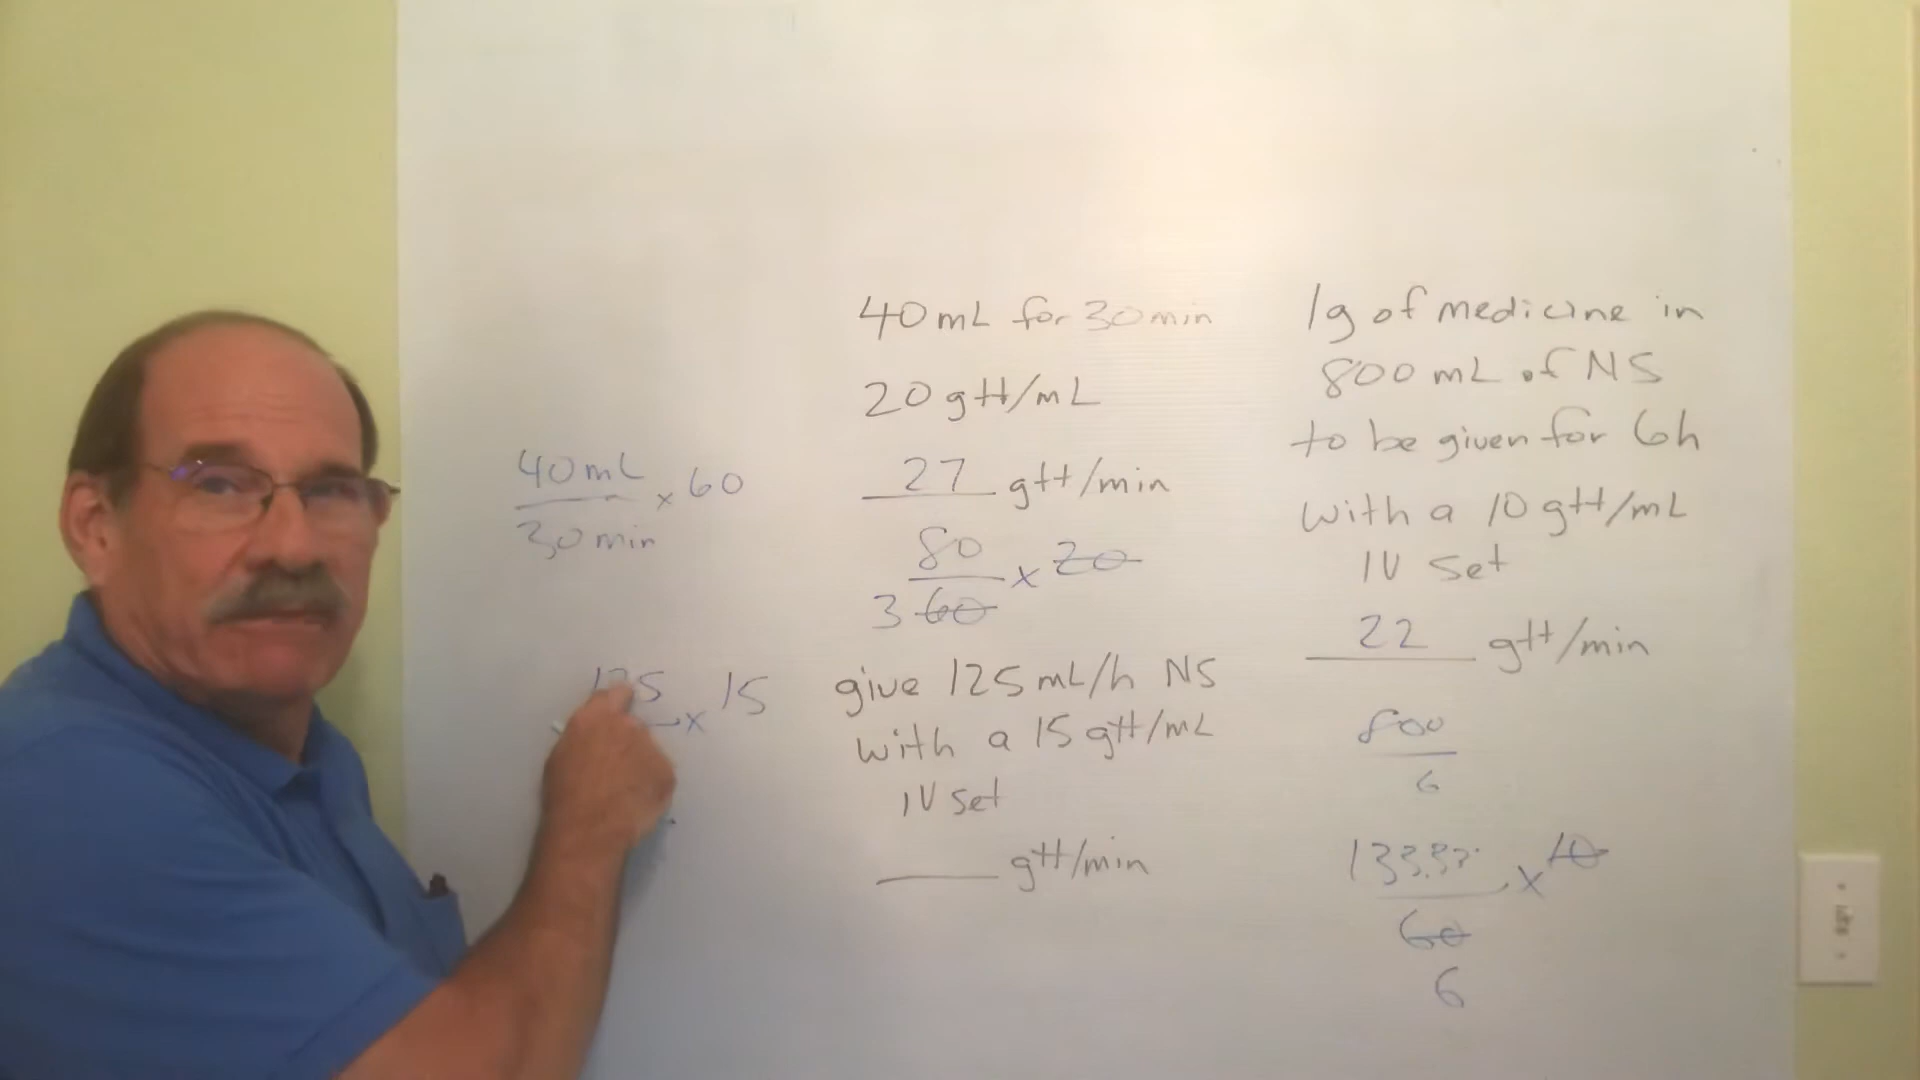 40 mL
x 60
30 min
125 x 15
40 mL for 30 min
20 gtt/mL
27 gtt/min
80
x 20
3 60
give 125 mL/h NS
with a 15 gtt/mL
IV set
gtt/min
1g of medicine in
800 mL of NS
to be given for 6h
with a 10 gtt/mL
IV set
22 gtt/min
800
6
133.33 x 10
60
6